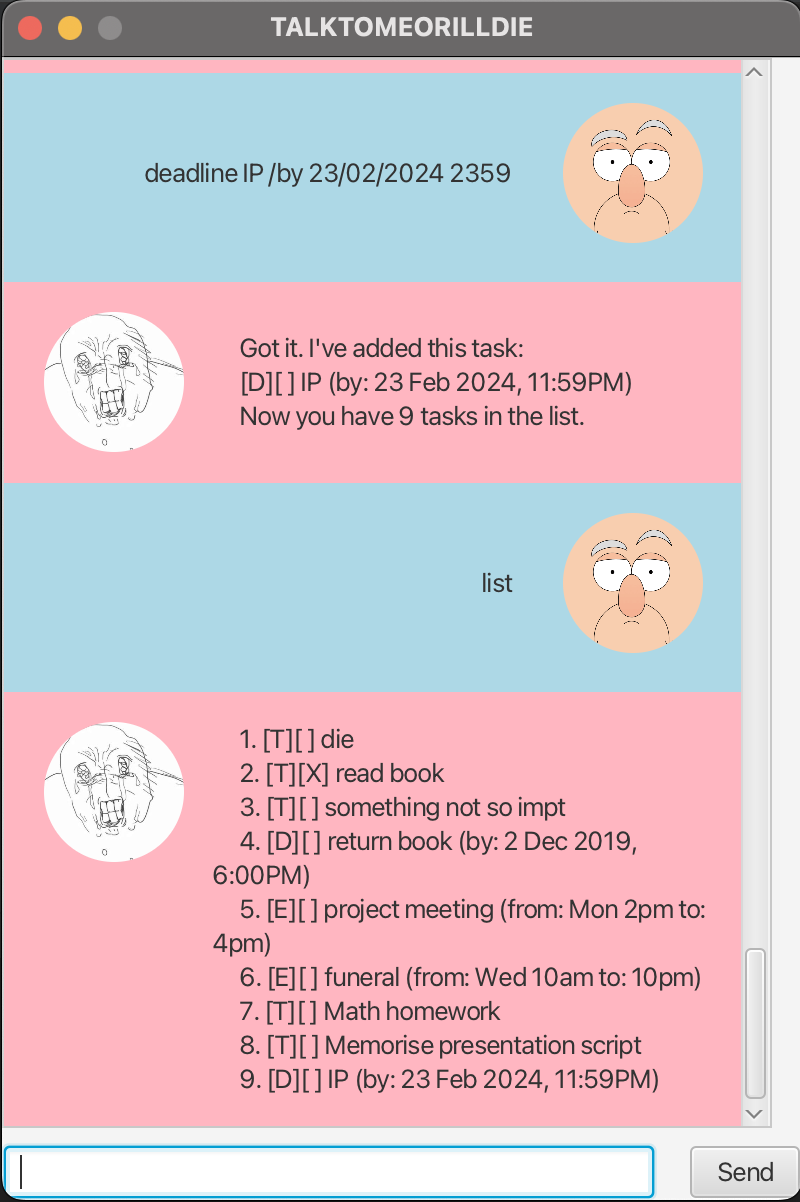 TALKTOMEORILLDIE
deadline IP /by 23/02/2024 2359
Got it. I've added this task:
[D][ ] IP (by: 23 Feb 2024, 11:59PM)
Now you have 9 tasks in the list.
list
1. [T][ ] die
2. [T][X] read book
3. [T][ ] something not so impt
4. [D][ ] return book (by: 2 Dec 2019,
6:00PM)
5. [E][ ] project meeting (from: Mon 2pm to:
4pm)
6. [E][ ] funeral (from: Wed 10am to: 10pm)
7. [T][ ] Math homework
8. [T][ ] Memorise presentation script
9. [D][ ] IP (by: 23 Feb 2024, 11:59PM)
Send